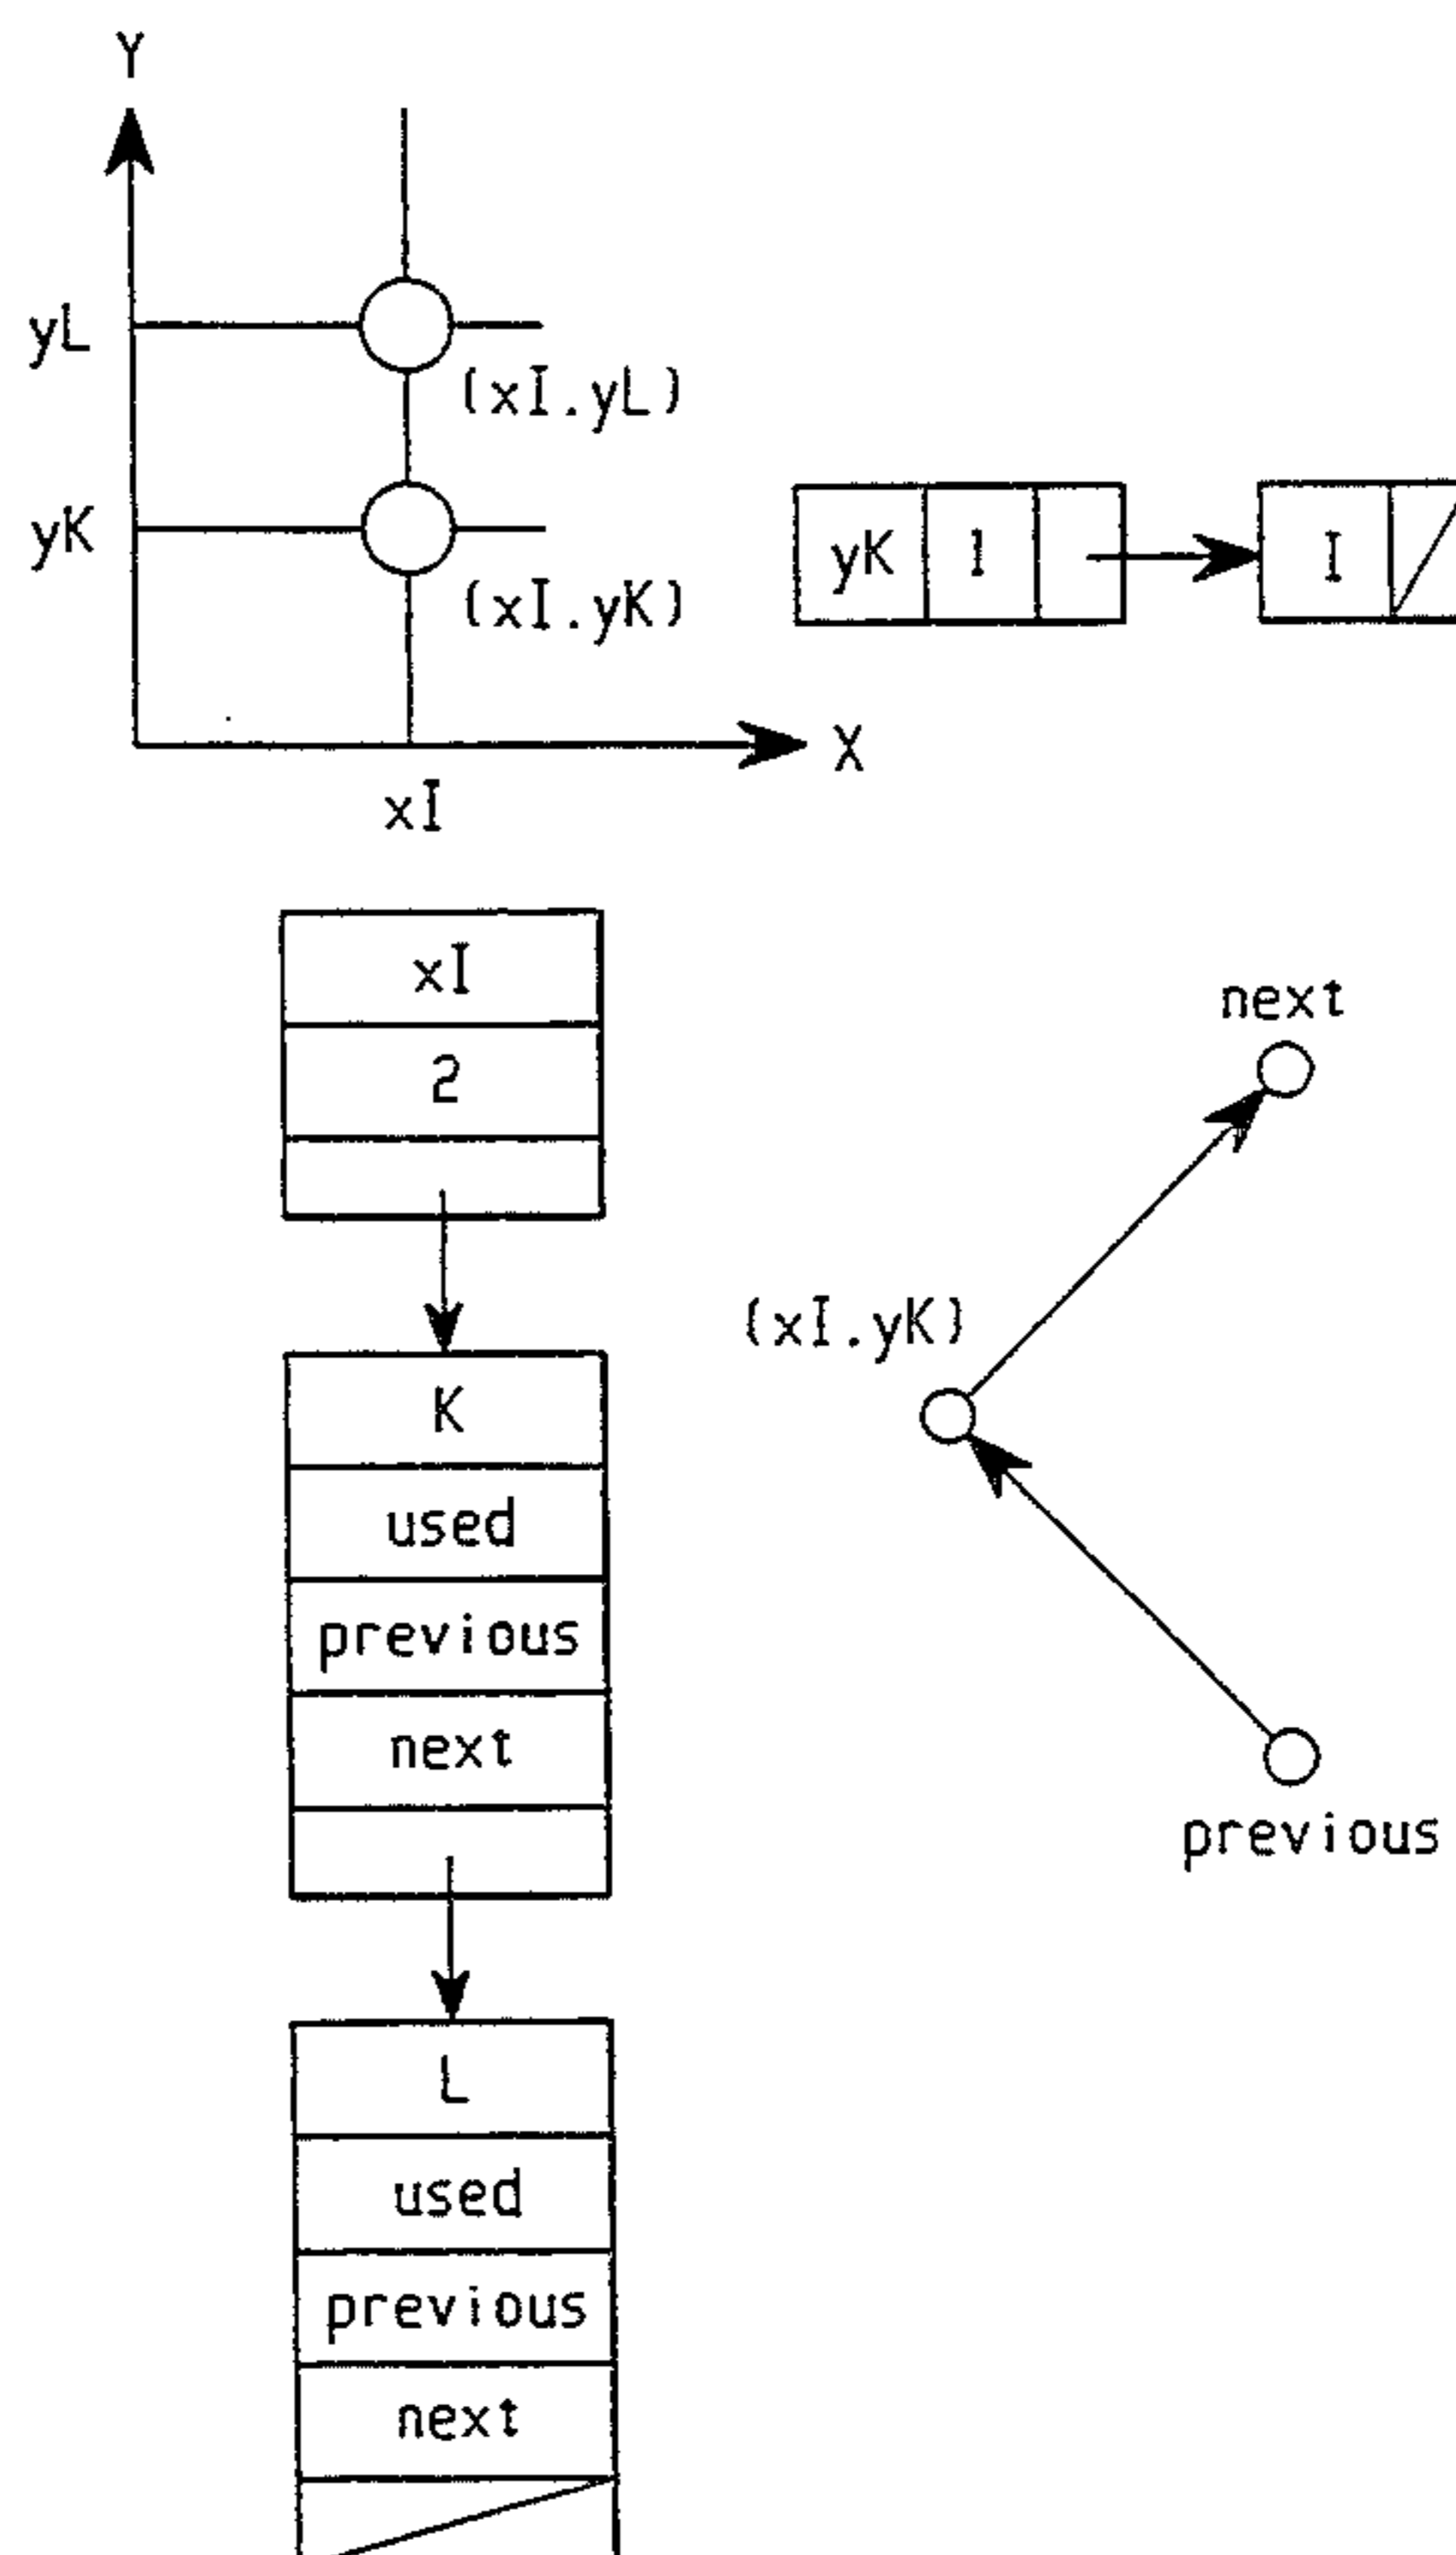 Y
yL
(xI.yL)
yK
(xI.yK)
yK 1
I
X
xI
xI
2
next
(xI.yK)
K
used
previous
next
previous
L
used
previous
next